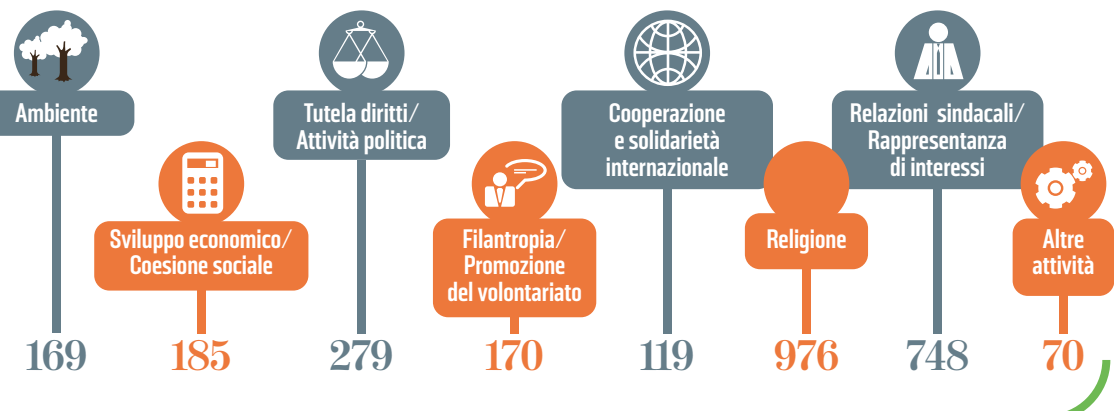 Ambiente
Tutela diritti/
Attività politica
Cooperazione
e solidarietà
internazionale
Relazioni sindacali/
Rappresentanza
di interessi
Sviluppo economico/
Coesione sociale
Filantropia/
Promozione
del volontariato
Religione
Altre
attività
169
185
279
170
119
976
748
70